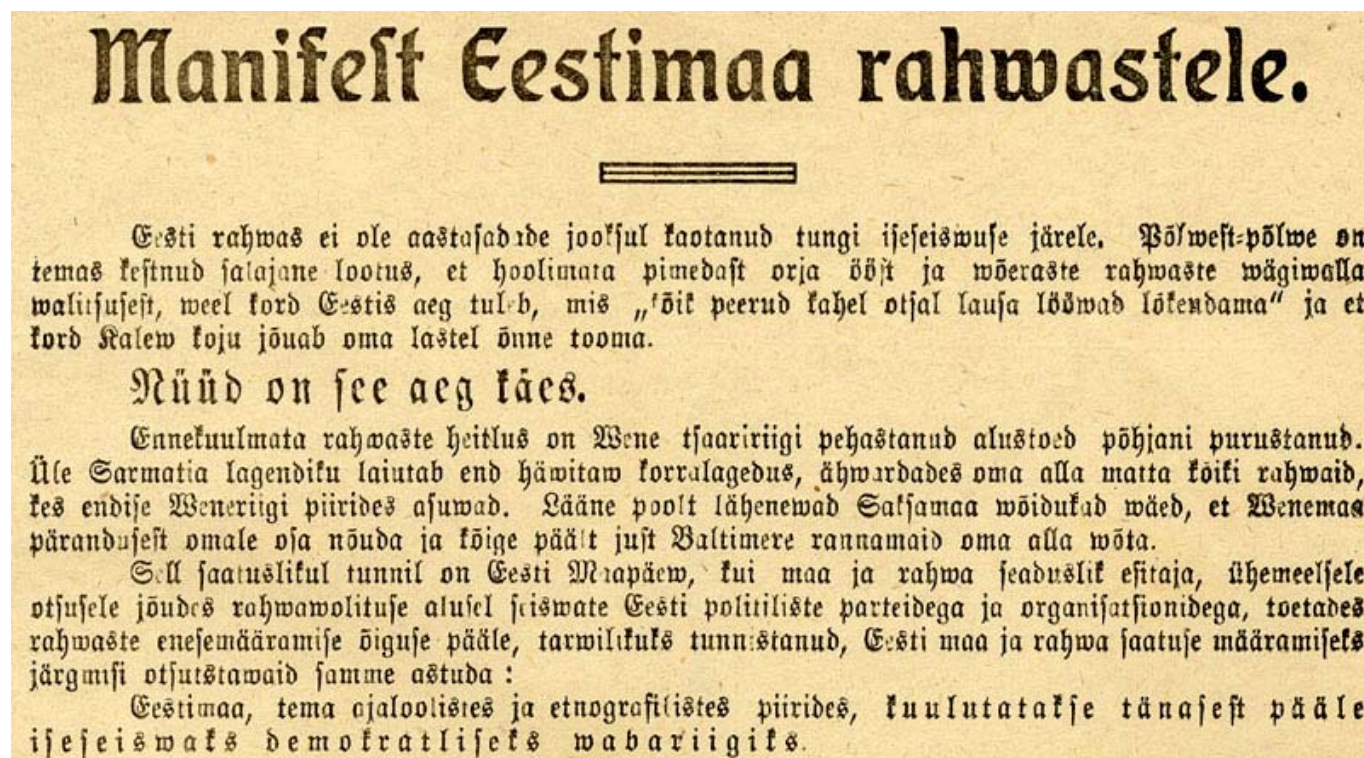 Manifest Eestimaa rahwastele.
Eesti rahwas ei ole aastasadade jooksul kaotanud tungi iseseiswuse järele. Põlwest-põlwe on
temas kestnud salajane lootus, et hoolimata pimedast orja ööst ja wõeraste rahwaste wägiwalla
walitsusest, weel kord Eestis aeg tuleb, mis „kõik peerud kahel otsal lausa lööwad lõkendama“ ja et
kord Kalew koju jõuab oma lastel õnne tooma.
Nüüd on see aeg käes.
Ennekuulmata rahwaste heitlus on Wene tsaaririigi pehastanud alustoed põhjani purustanud.
Üle Sarmatia lagendiku laiutab end häwitaw korralagedus, ähwardades oma alla matta kõiki rahwaid,
kes endise Weneriigi piirides asuwad. Lääne poolt lähenewad Saksamaa wõidukad wäed, et Wenemaa
pärandusest omale osa nõuda ja kõige päält just Baltimere rannamaid oma alla wõta.
Sell saatuslikul tunnil on Eesti Maapäew, kui maa ja rahwa seaduslik esitaja, ühemeelsele
otsusele jõudes rahwawolituse alusel seiswate Eesti politiliste parteidega ja organisatsionidega, toetades
rahwaste enesemääramise õiguse pääle, tarwilikuks tunnistanud, Eesti maa ja rahwa saatuse määramiseks
järgmisi otsutstawaid samme astuda:
Eestimaa, tema ajaloolistes ja etnografilistes piirides, kuulutatakse tänasest pääle
iseseiswaks demokratliseks wabariigiks.